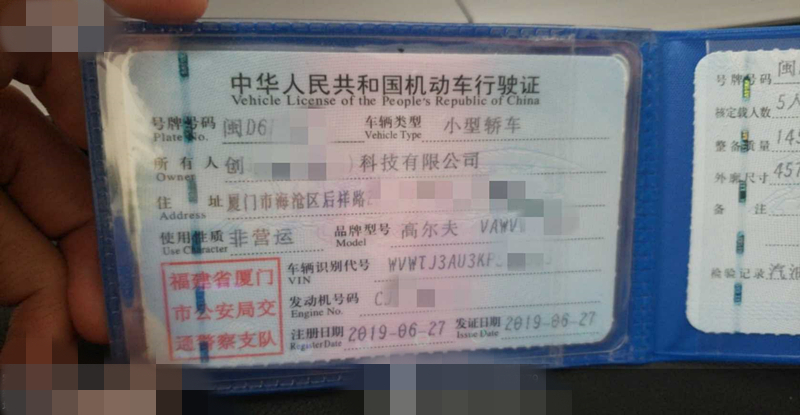 中华人民共和国机动车行驶证
Vehicle License of the People's Republic of China
号牌号码 闽D6 车辆类型 小型轿车
Plate No. Vehicle Type
所有人 创 科技有限公司
Owner
住 址 厦门市海沧区后祥路
Address
使用性质 非营运 品牌型号 高尔夫 VAWV
Use Character Model
福建省厦门
市公安局交
通警察支队
车辆识别代号 WVWTJ3AU3KP
VIN
发动机号码 CJ
Engine No.
注册日期 2019-06-27 发证日期 2019-06-27
Register Date Issue Date
号牌号码 闽
核定载人数 5人
整备质量 145
外廓尺寸 457
备 注
检验记录 汽油